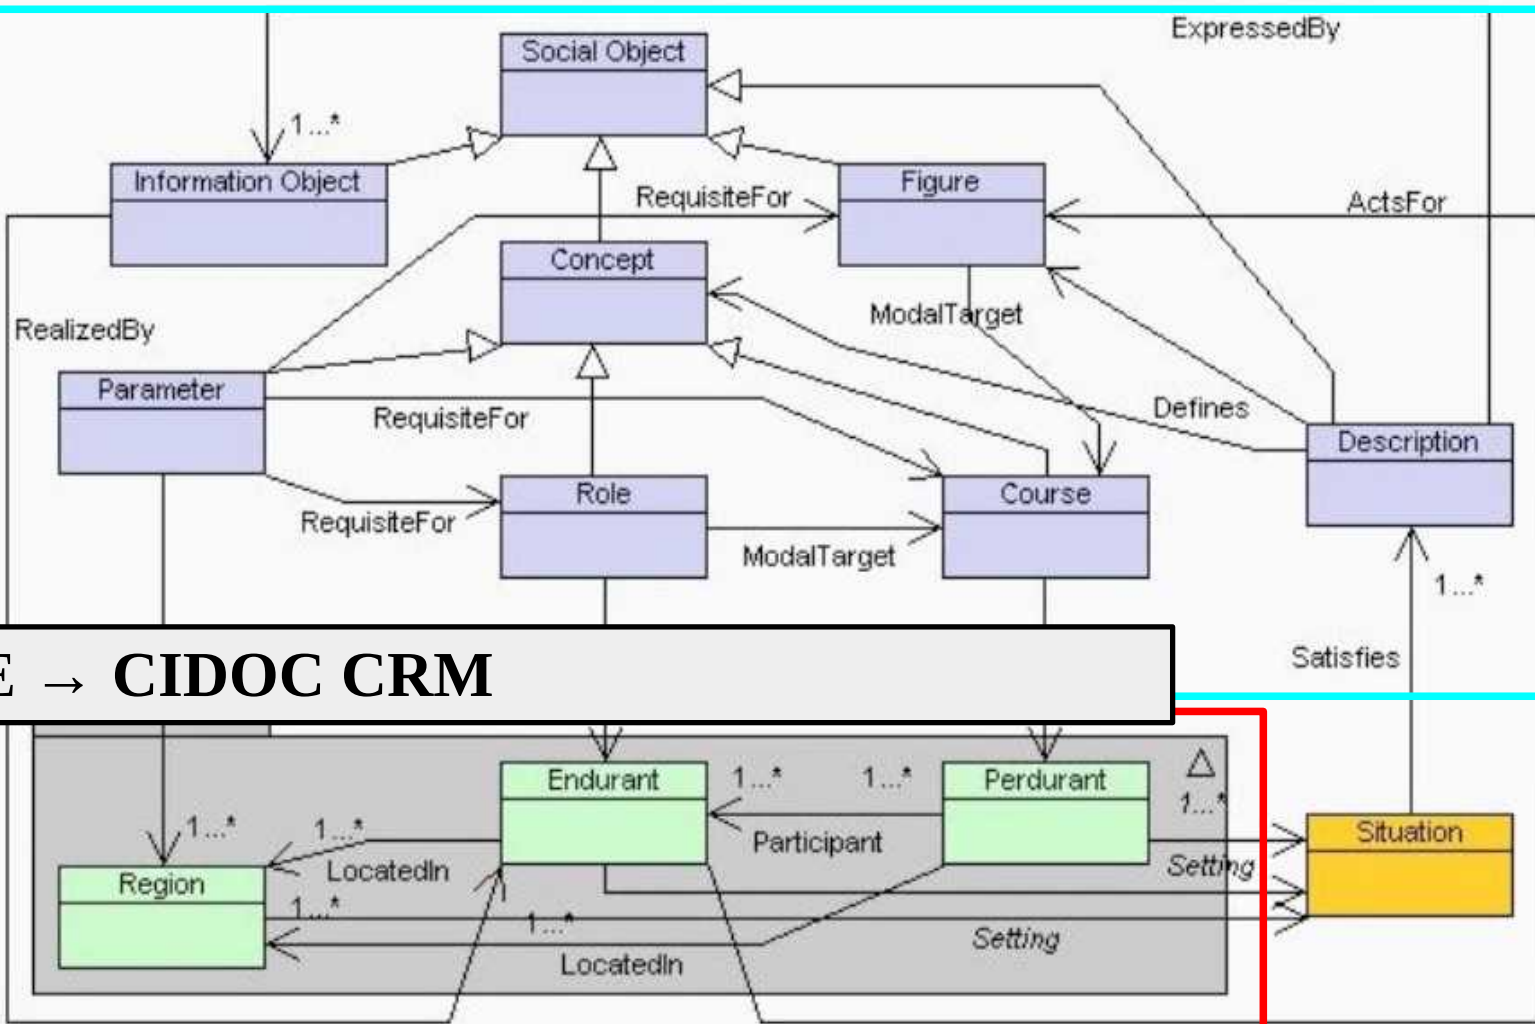 ExpressedBy
Social Object
1...*
Information Object
RequisiteFor
Figure
ActsFor
Concept
ModalTarget
RealizedBy
Parameter
RequisiteFor
Defines
Description
Role
Course
RequisiteFor
ModalTarget
1...*
Satisfies
→ CIDOC CRM
Endurant
1...*
1...*
Perdurant
1...*
1...*
1...*
Participant
Situation
LocatedIn
Setting
Region
1...*
1...*
Setting
LocatedIn